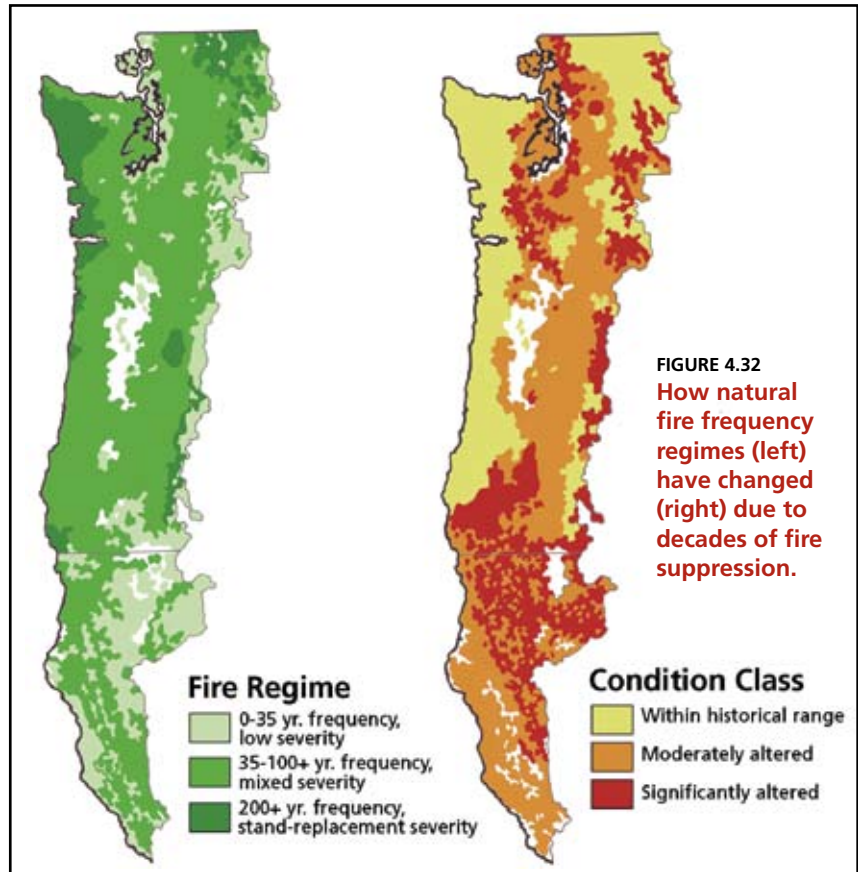 FIGURE 4.32
How natural
fire frequency
regimes (left)
have changed
(right) due to
decades of fire
suppression.
Fire Regime
0-35 yr. frequency,
low severity
35-100+ yr. frequency,
mixed severity
200+ yr. frequency,
stand-replacement severity
Condition Class
Within historical range
Moderately altered
Significantly altered